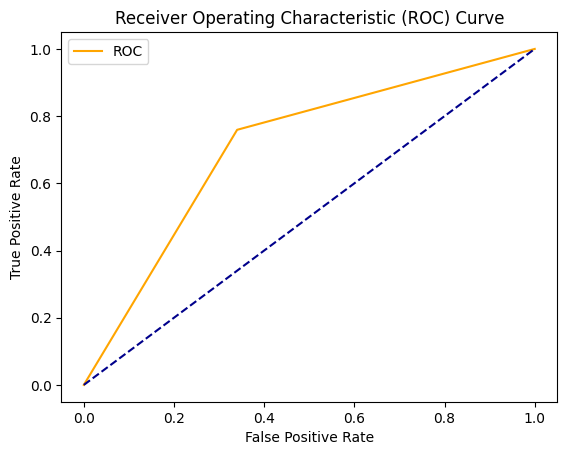 Receiver Operating Characteristic (ROC) Curve
ROC
True Positive Rate
1.0
0.8
0.6
0.4
0.2
0.0
0.0 0.2 0.4 0.6 0.8 1.0
False Positive Rate